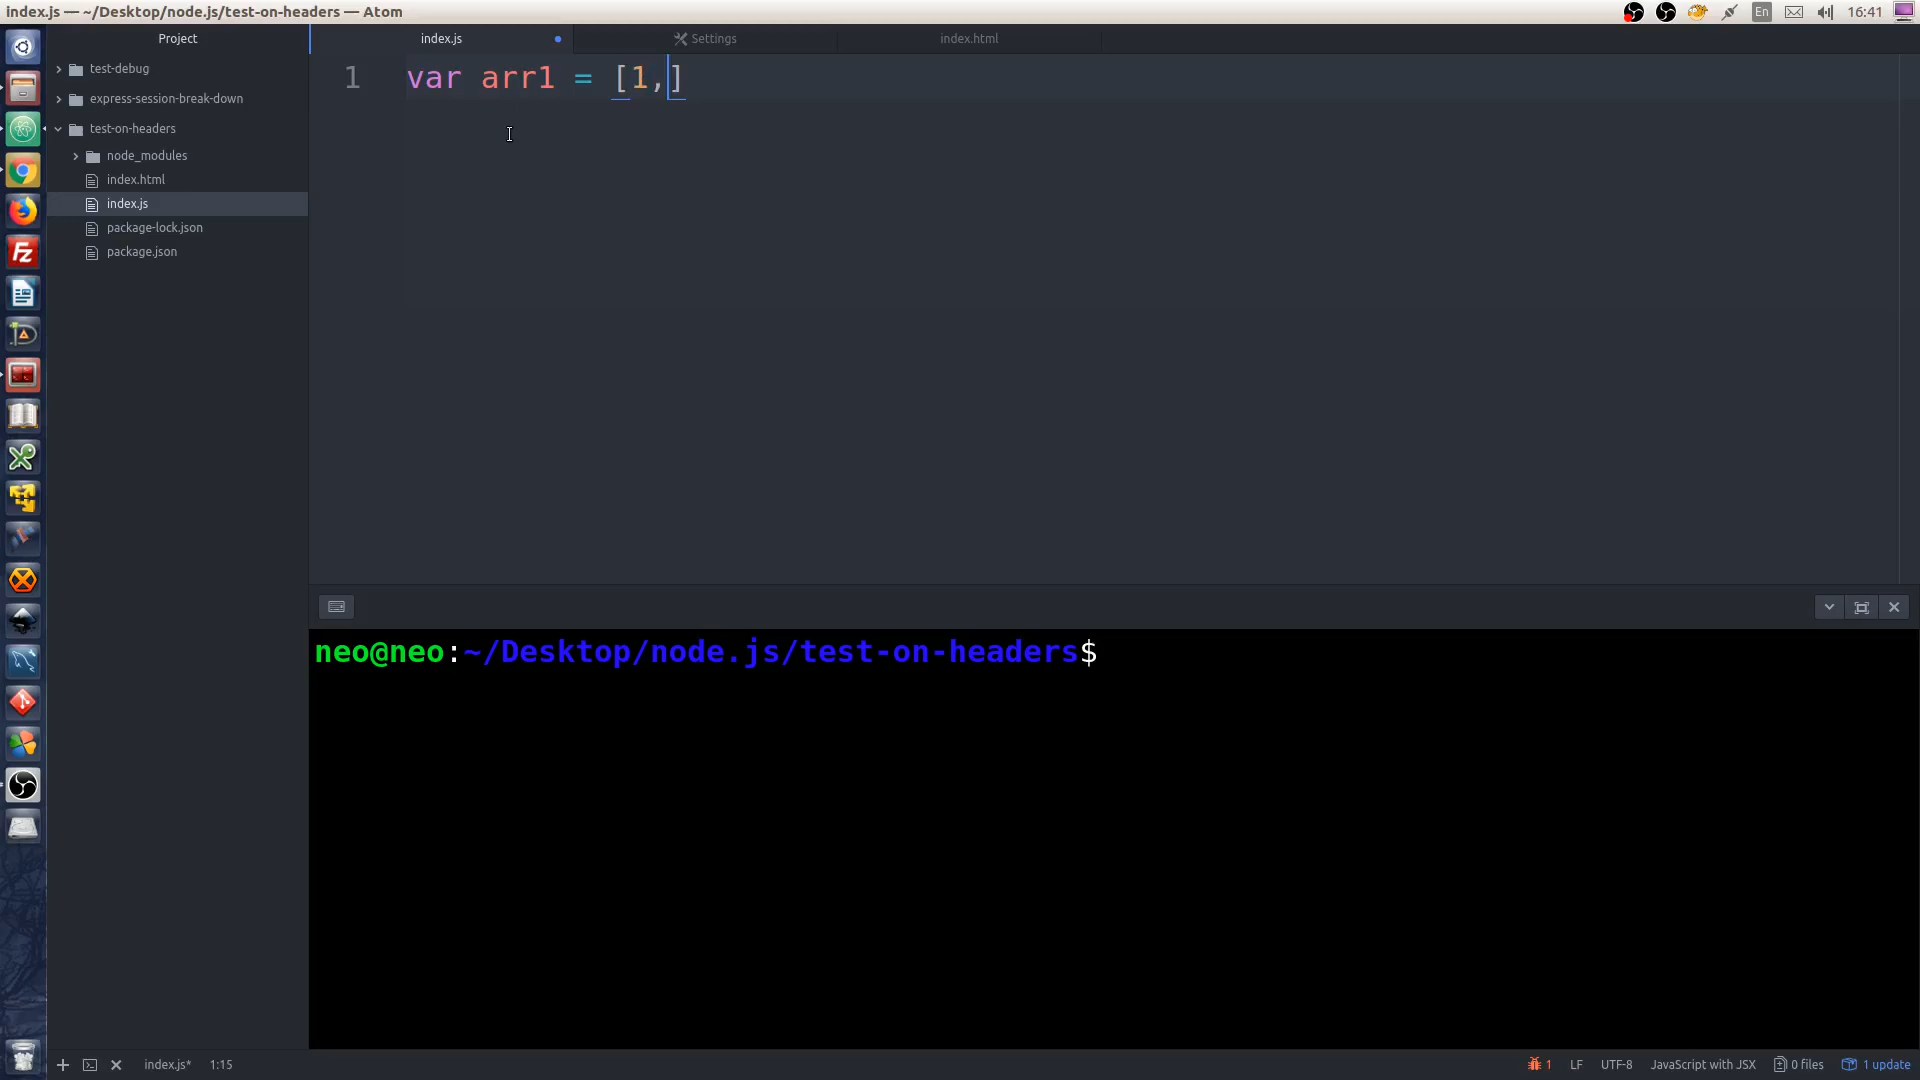 index.js — ~/Desktop/node.js/test-on-headers — Atom
En
16:41
Project
index.js
Settings
index.html
test-debug
express-session-break-down
test-on-headers
node_modules
index.html
index.js
package-lock.json
package.json
1 var arr1 = [1,]
neo@neo:~/Desktop/node.js/test-on-headers$
index.js* 1:15
1 LF UTF-8 JavaScript with JSX 0 files 1 update